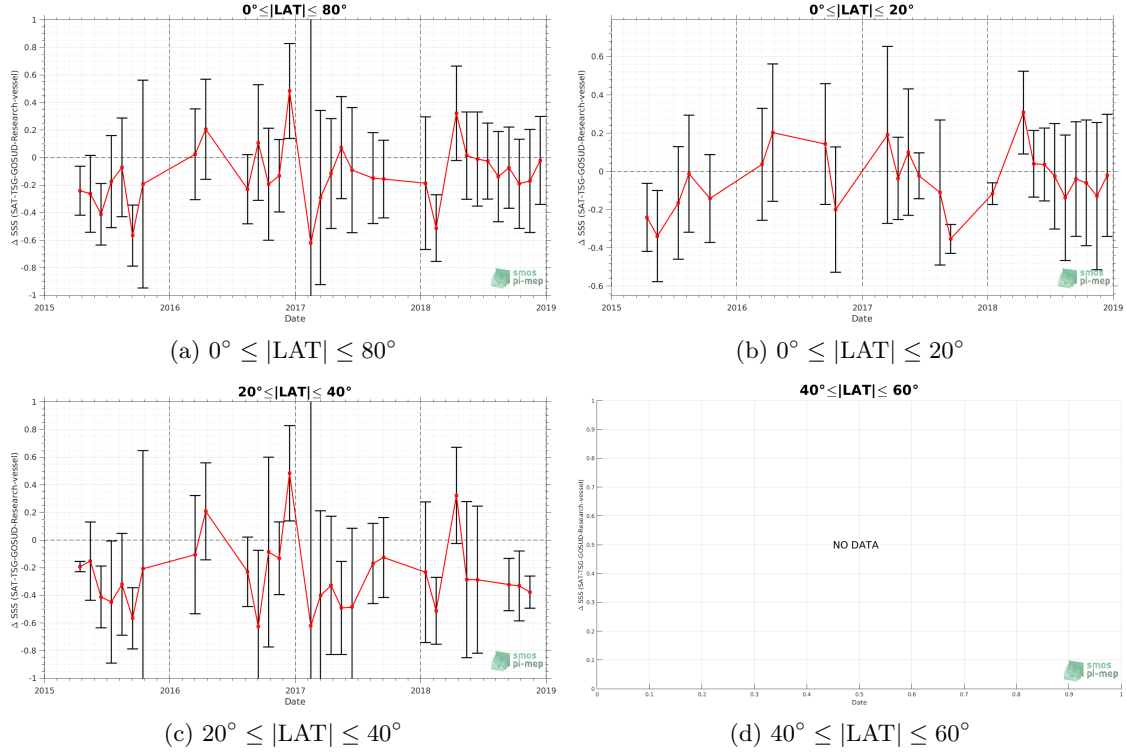 0°≤|LAT|≤ 80°
Δ SSS (SAT-TSG-GOSUD-Research-vessel)
1
0.8
0.6
0.4
0.2
0
-0.2
-0.4
-0.6
-0.8
-1
2015 2016 2017 2018 2019
Date
smos
pi-mep
(a) 0° ≤ |LAT| ≤ 80°
0°≤|LAT|≤ 20°
Δ SSS (SAT-TSG-GOSUD-Research-vessel)
0.6
0.4
0.2
0
-0.2
-0.4
-0.6
2015 2016 2017 2018 2019
Date
smos
pi-mep
(b) 0° ≤ |LAT| ≤ 20°
20°≤|LAT|≤ 40°
Δ SSS (SAT-TSG-GOSUD-Research-vessel)
1
0.8
0.6
0.4
0.2
0
-0.2
-0.4
-0.6
-0.8
-1
2015 2016 2017 2018 2019
Date
smos
pi-mep
(c) 20° ≤ |LAT| ≤ 40°
40°≤|LAT|≤ 60°
Δ SSS (SAT-TSG-GOSUD-Research-vessel)
1
0.9
0.8
0.7
0.6
0.5
0.4
0.3
0.2
0.1
0
NO DATA
0 0.1 0.2 0.3 0.4 0.5 0.6 0.7 0.8 0.9 1
Date
smos
pi-mep
(d) 40° ≤ |LAT| ≤ 60°